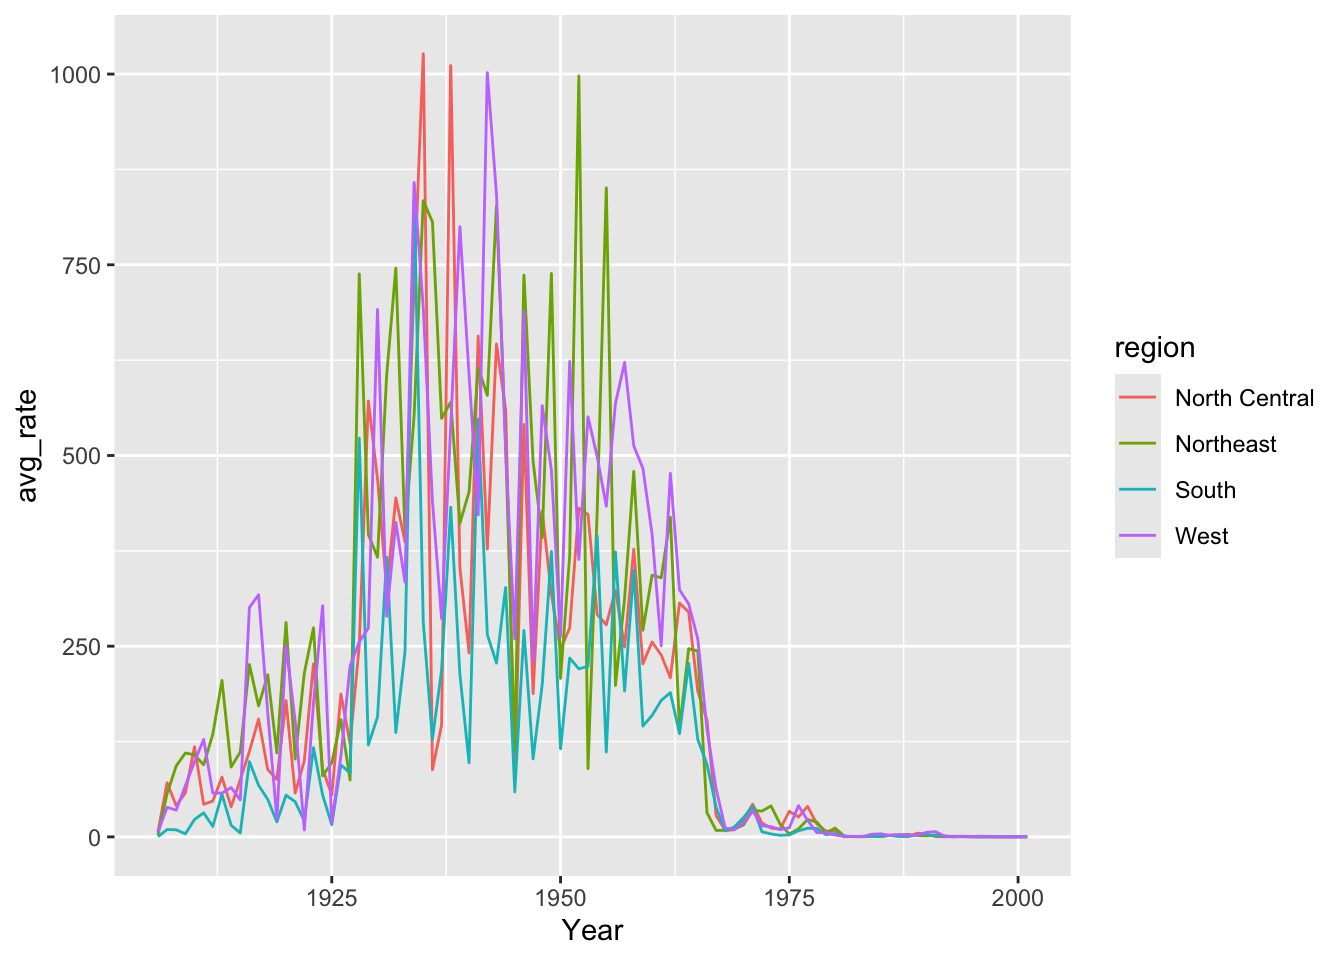 1000
750
500
250
0
avg_rate
1925 1950 1975 2000
Year
region
North Central
Northeast
South
West